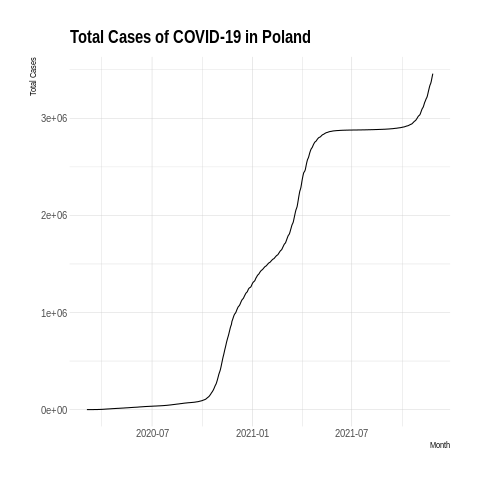 Total Cases of COVID-19 in Poland
Total Cases
3e+06
2e+06
1e+06
0e+00
2020-07 2021-01 2021-07
Month